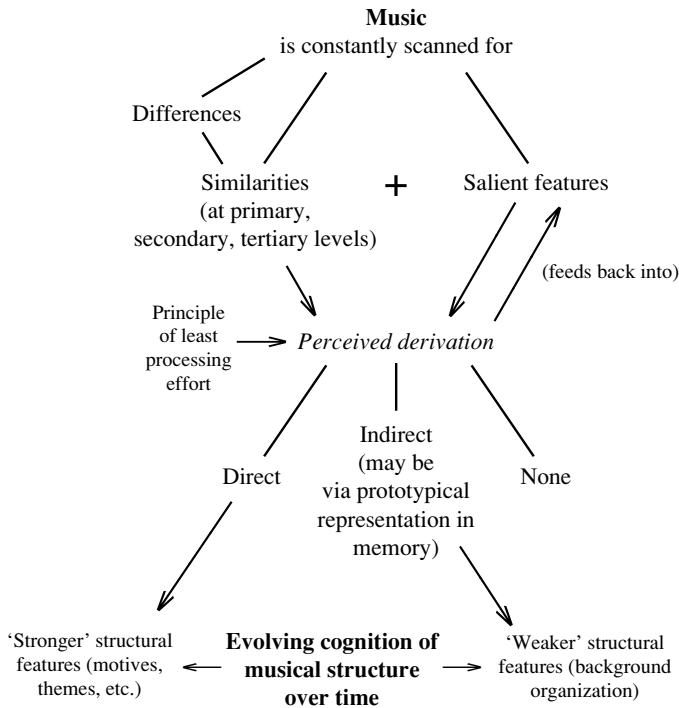 Music
is constantly scanned for
Differences
Similarities
(at primary,
secondary, tertiary levels)
+
Salient features
(feeds back into)
Principle
of least
processing
effort
Perceived derivation
Direct
Indirect
(may be
via prototypical
representation in
memory)
None
‘Stronger’ structural
features (motives,
themes, etc.)
Evolving cognition of
musical structure
over time
‘Weaker’ structural
features (background
organization)